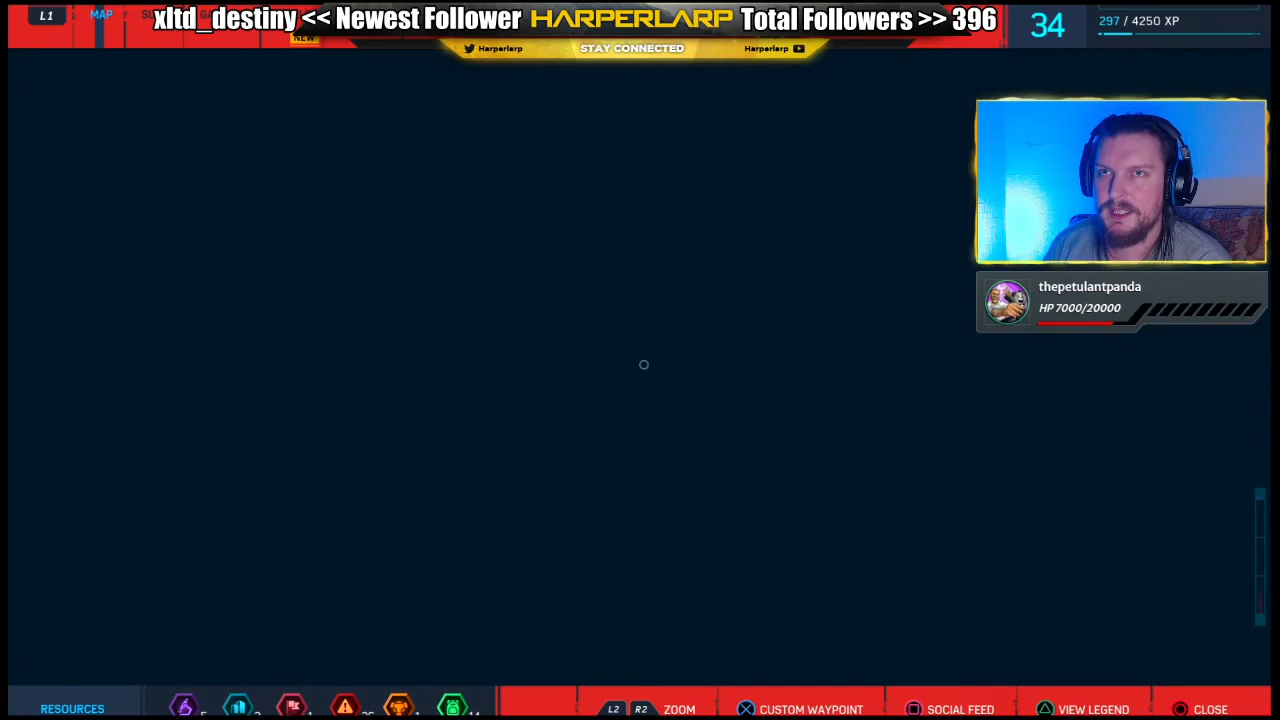 L1 MAP
NEW
xltd_destiny << Newest Follower HARPERLARP Total Followers >> 396
Harperlarp STAY CONNECTED Harperlarp
34 297 / 4250 XP
thepetulantpanda
HP 7000/20000
RESOURCES L2 R2 ZOOM CUSTOM WAYPOINT SOCIAL FEED VIEW LEGEND CLOSE